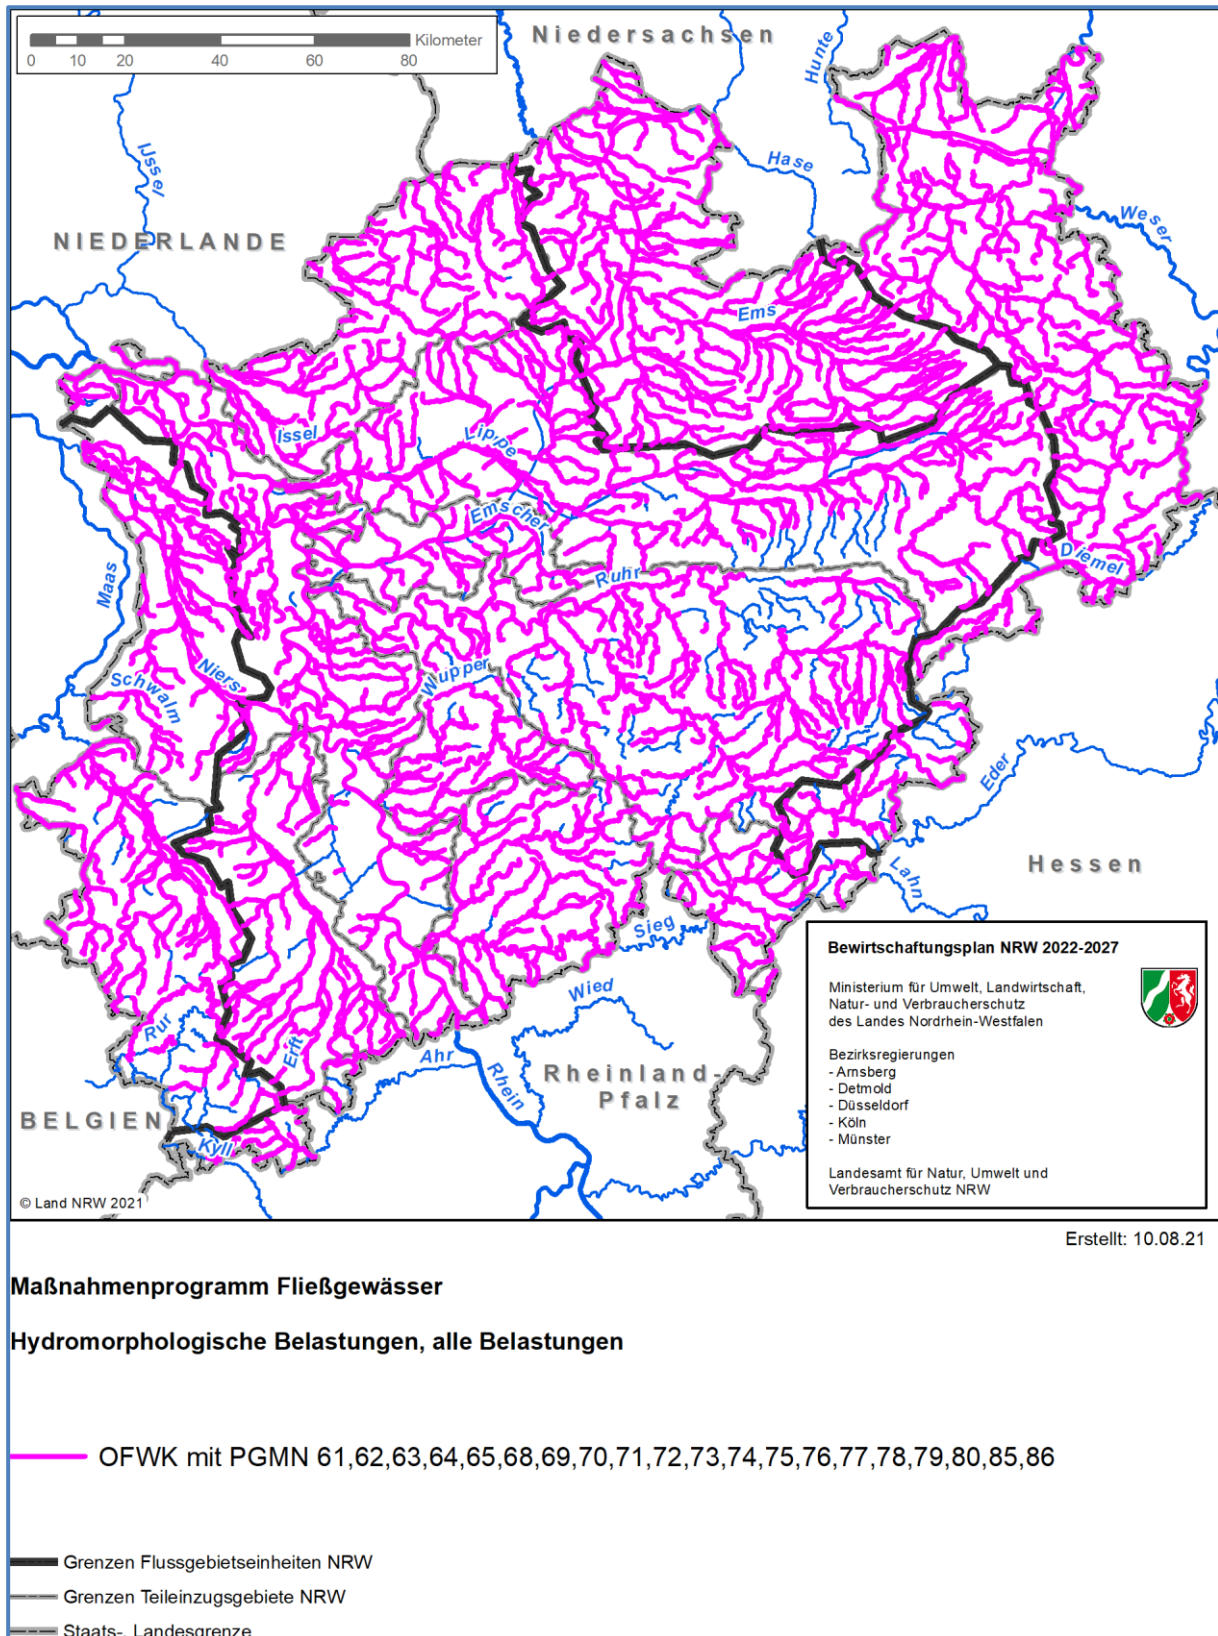 Kilometer
0 10 20 40 60 80
Niedersachsen
Hunte
IJssel
Hase
Weser
NIEDERLANDE
Ems
Issel
Lippe
Emscher
Maas
Ruhr
Diemel
Niers
Schwalm
Wupper
Eder
Hessen
Lahn
Sieg
Wied
Rur
Erft
Ahr
Rhein
Rheinland-
Pfalz
BELGIEN
Kyll
© Land NRW 2021
Bewirtschaftungsplan NRW 2022-2027
Ministerium für Umwelt, Landwirtschaft,
Natur- und Verbraucherschutz
des Landes Nordrhein-Westfalen
Bezirksregierungen
- Arnsberg
- Detmold
- Düsseldorf
- Köln
- Münster
Landesamt für Natur, Umwelt und
Verbraucherschutz NRW
Erstellt: 10.08.21
Maßnahmenprogramm Fließgewässer
Hydromorphologische Belastungen, alle Belastungen
OFWK mit PGMN 61,62,63,64,65,68,69,70,71,72,73,74,75,76,77,78,79,80,85,86
Grenzen Flussgebietseinheiten NRW
Grenzen Teileinzugsgebiete NRW
Staats-, Landesgrenze